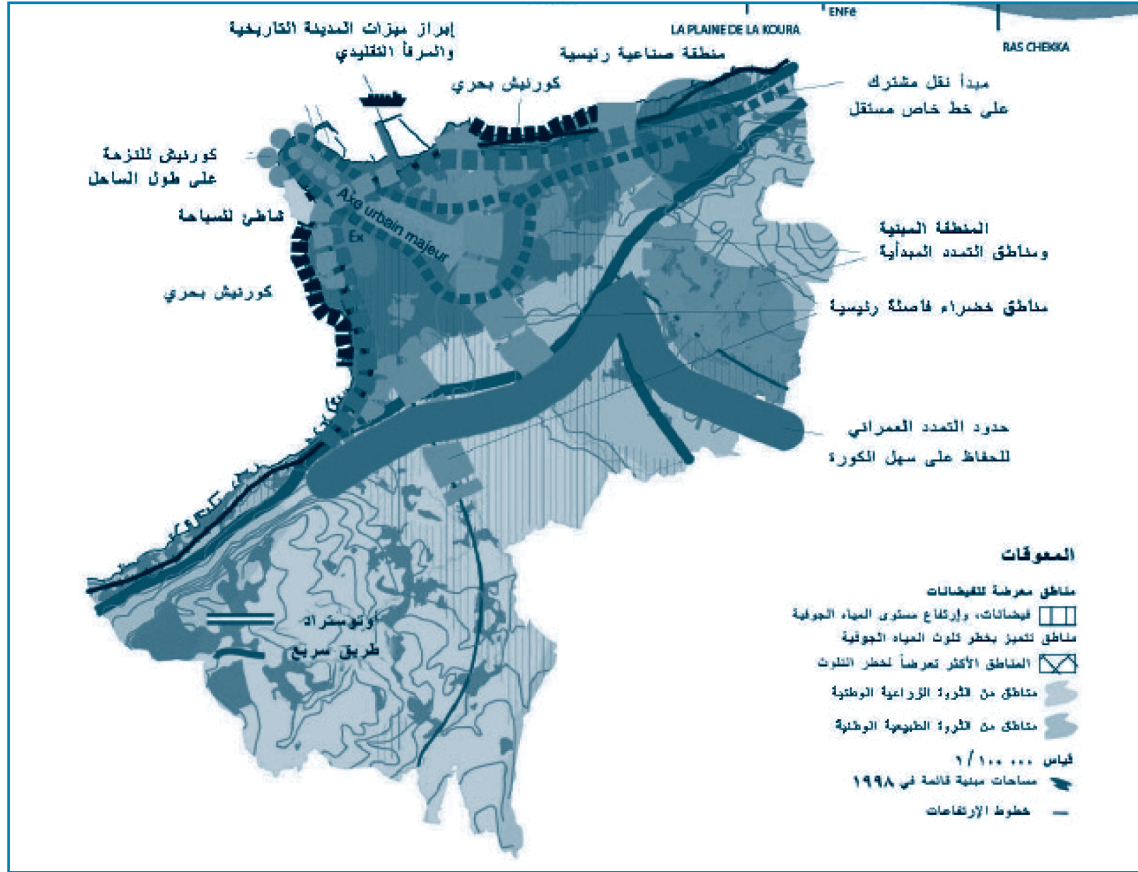 ENFé
LA PLAINE DE LA KOURA
RAS CHEKKA
إبراز ميزات المدينة التاريخية
والمرفأ التقليدي
منطقة صناعية رئيسية
كورنيش بحري
مبدأ نقل مشترك
على خط خاص مستقل
كورنيش للنزهة
على طول الساحل
شاطئ للسباحة
كورنيش بحري
Axe urbain majeur
Ex
المنطقة المبنية
ومناطق التمدد المبدأية
مناطق خضراء فاصلة رئيسية
حدود التمدد العمراني
للحفاظ على سهل الكورة
المعوقات
مناطق معرضة للفيضانات
فيضانات، وإرتفاع مستوى المياه الجوفية
مناطق تتميز بخطر تلوث المياه الجوفية
المناطق الأكثر تعرضاً لخطر التلوث
مناطق من الثروة الزراعية الوطنية
مناطق من الثروة الطبيعية الوطنية
قياس ١/١٠٠ ٠٠٠
مساحات مبنية قائمة في ١٩٩٨
خطوط الإرتفاعات
أوتوستراد
طريق سريع